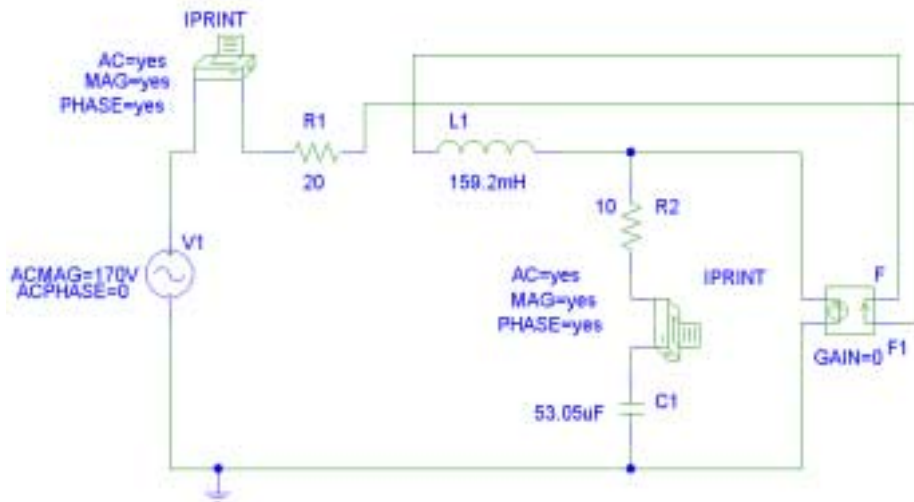 IPRINT
AC=yes
MAG=yes
PHASE=yes
R1
20
L1
159.2mH
10
R2
V1
ACMAG=170V
ACPHASE=0
AC=yes
MAG=yes
PHASE=yes
IPRINT
F
GAIN=0
F1
53.05uF
C1